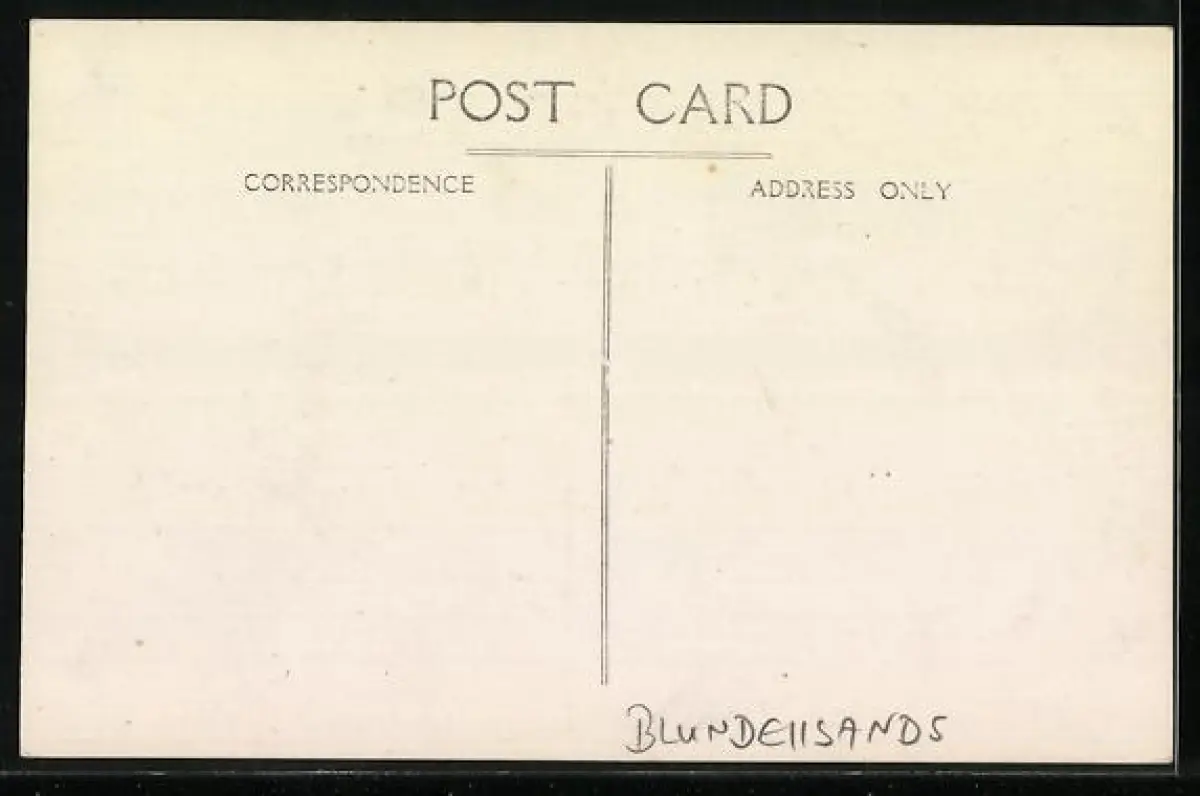 POST CARD
CORRESPONDENCE
ADDRESS ONLY
BLUNDEllSANDS